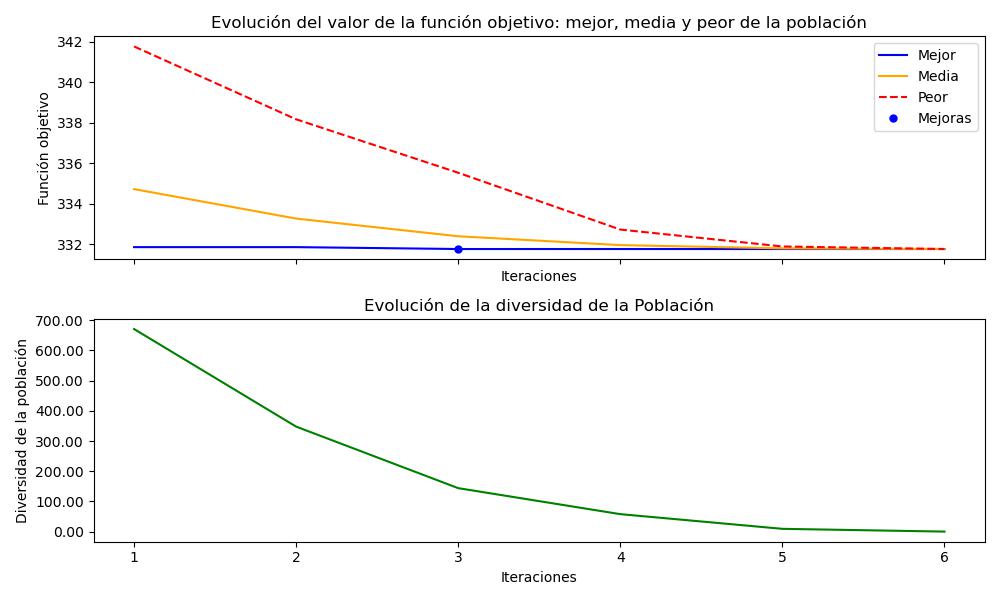 Evolución del valor de la función objetivo: mejor, media y peor de la población
342
340
338
336
334
332
Función objetivo
Mejor
Media
Peor
Mejoras
Iteraciones
Evolución de la diversidad de la Población
700.00
600.00
500.00
400.00
300.00
200.00
100.00
0.00
Diversidad de la población
1 2 3 4 5 6
Iteraciones